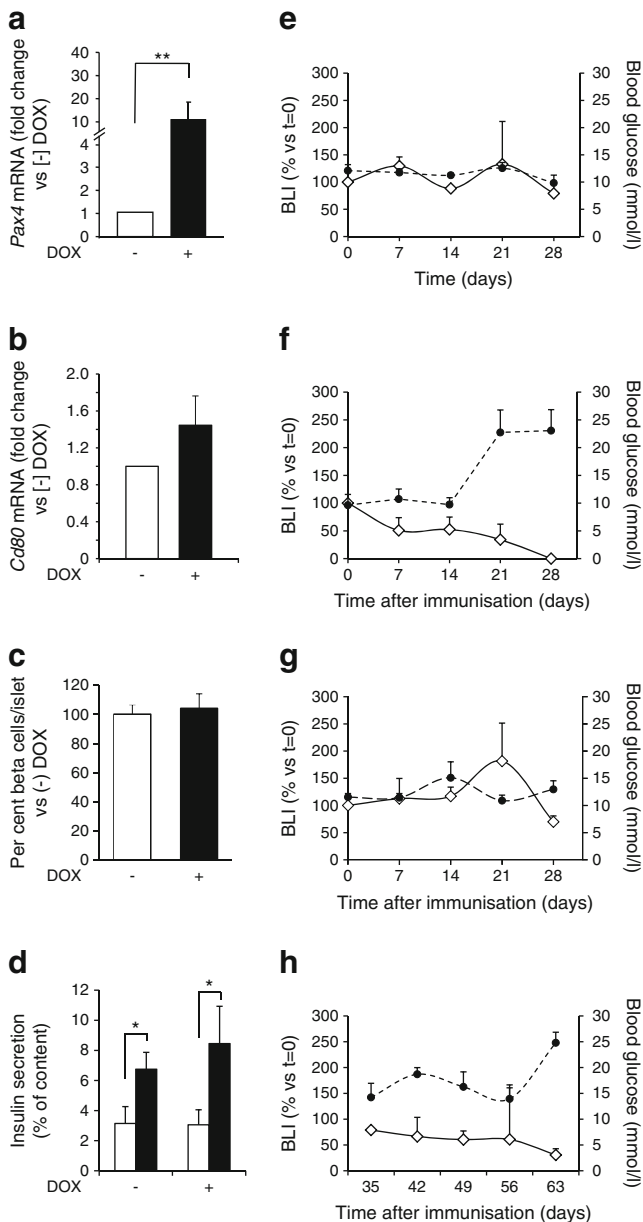 a
Pax4 mRNA (fold change
vs [-] DOX)
40
30
20
10
4
2
1
0
**
DOX - +
b
Cd80 mRNA (fold change
vs [-] DOX)
2.0
1.6
1.2
0.8
0.4
0
DOX - +
c
Per cent beta cells/islet
vs (-) DOX
120
100
80
60
40
20
0
DOX - +
d
Insulin secretion
(% of content)
12
10
8
6
4
2
0
* *
DOX - +
e
BLI (% vs t=0)
300
250
200
150
100
50
0
Blood glucose (mmol/l)
30
25
20
15
10
5
0
0 7 14 21 28
Time (days)
f
BLI (% vs t=0)
300
250
200
150
100
50
0
Blood glucose (mmol/l)
30
25
20
15
10
5
0
0 7 14 21 28
Time after immunisation (days)
g
BLI (% vs t=0)
300
250
200
150
100
50
0
Blood glucose (mmol/l)
30
25
20
15
10
5
0
0 7 14 21 28
Time after immunisation (days)
h
BLI (% vs t=0)
300
250
200
150
100
50
0
Blood glucose (mmol/l)
30
25
20
15
10
5
0
35 42 49 56 63
Time after immunisation (days)